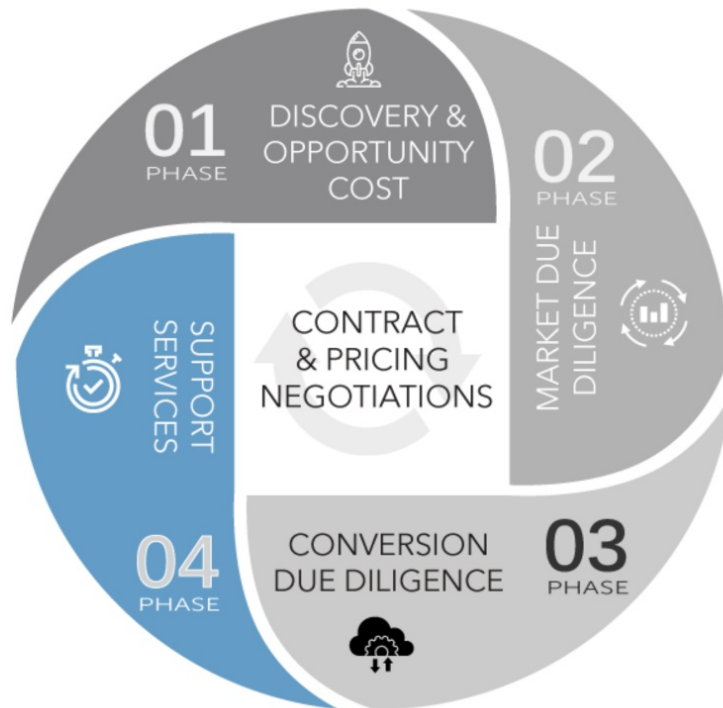 01
PHASE
DISCOVERY &
OPPORTUNITY
COST
02
PHASE
MARKET DUE
DILIGENCE
CONTRACT
& PRICING
NEGOTIATIONS
CONVERSION
DUE DILIGENCE
03
PHASE
SUPPORT
SERVICES
04
PHASE